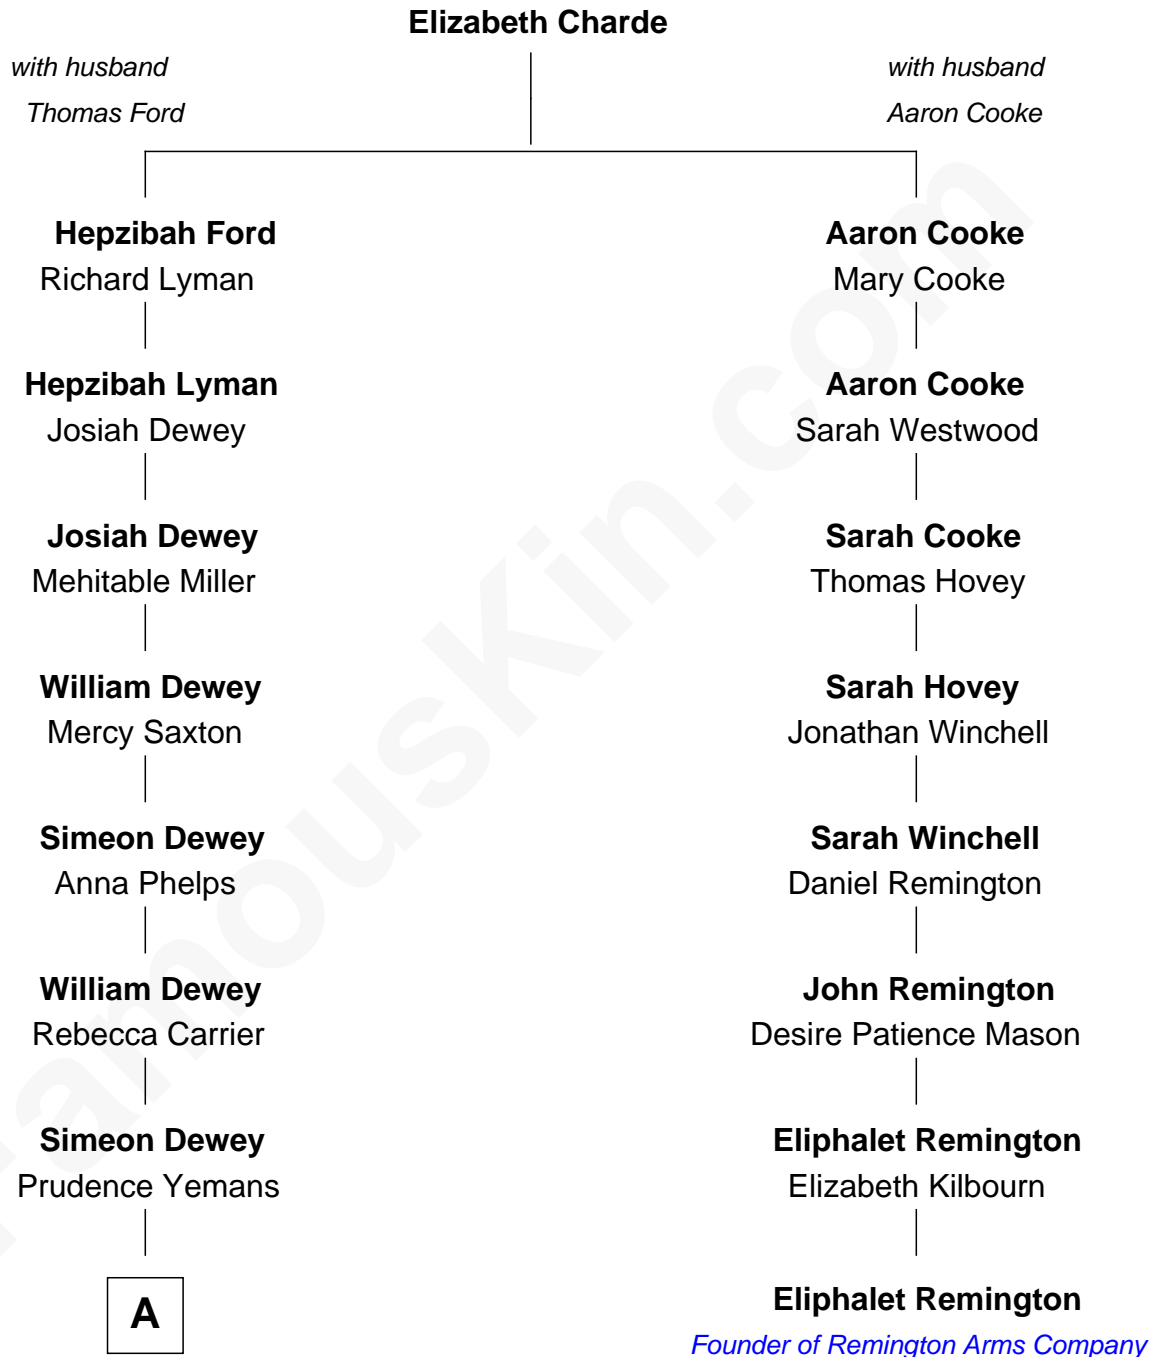 Elizabeth Charde
with husband
Thomas Ford
with husband
Aaron Cooke
Hepzibah Ford
Richard Lyman
Aaron Cooke
Mary Cooke
Hepzibah Lyman
Josiah Dewey
Aaron Cooke
Sarah Westwood
Josiah Dewey
Mehitable Miller
Sarah Cooke
Thomas Hovey
William Dewey
Mercy Saxton
Sarah Hovey
Jonathan Winchell
Simeon Dewey
Anna Phelps
Sarah Winchell
Daniel Remington
William Dewey
Rebecca Carrier
John Remington
Desire Patience Mason
Simeon Dewey
Prudence Yemans
Eliphalet Remington
Elizabeth Kilbourn
A
Eliphalet Remington
Founder of Remington Arms Company
FamousKin.com